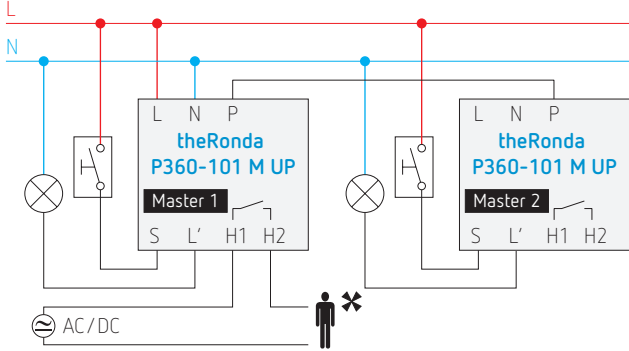 L
N
L N P
theRonda
P360-101 M UP
Master 1
S L' H1 H2
L N P
theRonda
P360-101 M UP
Master 2
S L' H1 H2
AC/DC
*